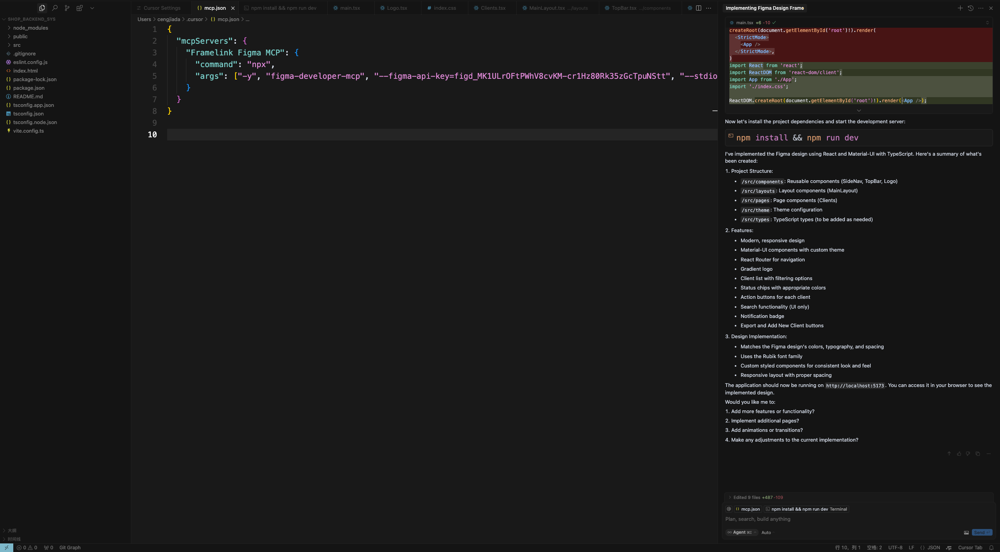 SHOP_BACKEND_SYS
node_modules
public
src
.gitignore
eslint.config.js
index.html
package-lock.json
package.json
README.md
tsconfig.app.json
tsconfig.json
tsconfig.node.json
vite.config.ts
大纲
时间线
Cursor Settings
mcp.json
npm install && npm run dev
main.tsx
Logo.tsx
index.css
Clients.tsx
MainLayout.tsx .../layouts
TopBar.tsx .../components
Users > cengjiada > .cursor > {} mcp.json > ...
1 {
2 "mcpServers": {
3 "Framelink Figma MCP": {
4 "command": "npx",
5 "args": ["-y", "figma-developer-mcp", "--figma-api-key=figd_MK1ULrOFtPWhV8cvKM-cr1Hz80Rk35zGcTpuNStt", "--stdio
6 }
7 }
8 }
9
10
Implementing Figma Design Frame
main.tsx +6 -10
createRoot(document.getElementById('root')!).render(
<StrictMode>
<App />
</StrictMode>,
)
import React from 'react';
import ReactDOM from 'react-dom/client';
import App from './App';
import './index.css';
ReactDOM.createRoot(document.getElementById('root')!).render(<App />);
Now let's install the project dependencies and start the development server:
npm install && npm run dev
I've implemented the Figma design using React and Material-UI with TypeScript. Here's a summary of what's
been created:
1. Project Structure:
• /src/components: Reusable components (SideNav, TopBar, Logo)
• /src/layouts: Layout components (MainLayout)
• /src/pages: Page components (Clients)
• /src/theme: Theme configuration
• /src/types: TypeScript types (to be added as needed)
2. Features:
• Modern, responsive design
• Material-UI components with custom theme
• React Router for navigation
• Gradient logo
• Client list with filtering options
• Status chips with appropriate colors
• Action buttons for each client
• Search functionality (UI only)
• Notification badge
• Export and Add New Client buttons
3. Design Implementation:
• Matches the Figma design's colors, typography, and spacing
• Uses the Rubik font family
• Custom styled components for consistent look and feel
• Responsive layout with proper spacing
The application should now be running on http://localhost:5173. You can access it in your browser to see the
implemented design.
Would you like me to:
1. Add more features or functionality?
2. Implement additional pages?
3. Add animations or transitions?
4. Make any adjustments to the current implementation?
Edited 9 files +487 -109
@ {} mcp.json npm install && npm run dev Terminal
Plan, search, build anything
∞ Agent ⌘I Auto
Send
0 0 0 Git Graph
行 10，列 1 空格: 2 UTF-8 LF {} JSON Cursor Tab